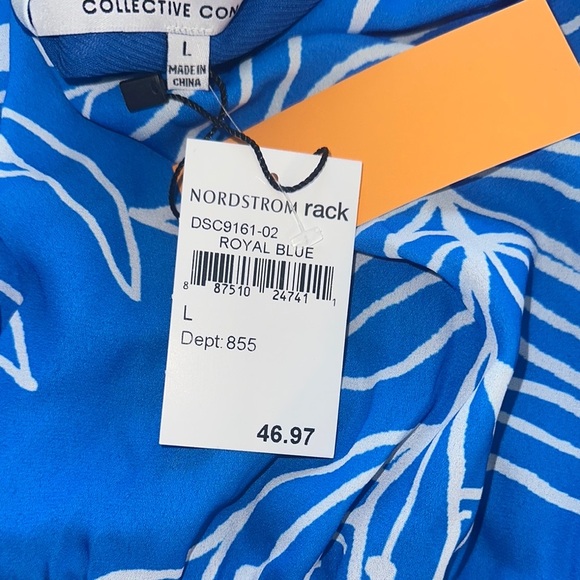 COLLECTIVE CON
L
MADE IN
CHINA
NORDSTROM rack
DSC9161-02
ROYAL BLUE
8 87510 24741 1
L
Dept: 855
46.97